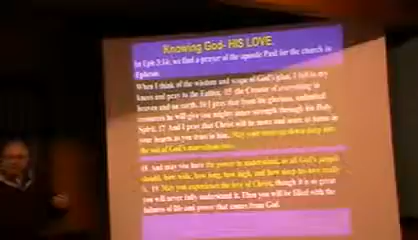 Knowing God- HIS LOVE
In Eph 3:14, we find a prayer of the apostle Paul for the church in
Ephesus.
When I think of the wisdom and scope of God's plan, I fall to my
knees and pray to the Father, 15 the Creator of everything in
heaven and on earth. 16 I pray that from his glorious, unlimited
resources he will give you mighty inner strength through his Holy
Spirit. 17 And I pray that Christ will be more and more at home in
your hearts as you trust in him. May your roots go down deep into
the soil of God's marvelous love.
18 And may you have the power to understand, as all God's people
should, how wide, how long, how high, and how deep his love really
is. 19 May you experience the love of Christ, though it is so great
you will never fully understand it. Then you will be filled with the
fullness of life and power that comes from God.